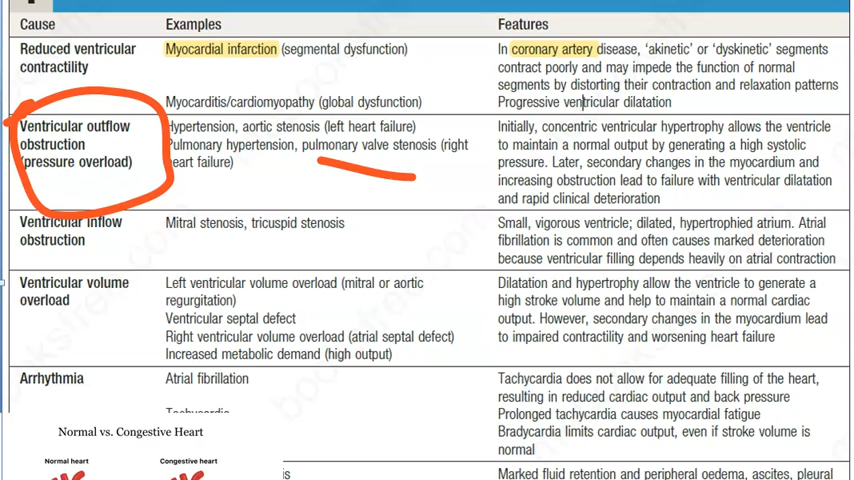 Cause Examples Features
Reduced ventricular Myocardial infarction (segmental dysfunction) In coronary artery disease, ‘akinetic’ or ‘dyskinetic’ segments
contractility contract poorly and may impede the function of normal
segments by distorting their contraction and relaxation patterns
Myocarditis/cardiomyopathy (global dysfunction) Progressive ventricular dilatation
Ventricular outflow Hypertension, aortic stenosis (left heart failure) Initially, concentric ventricular hypertrophy allows the ventricle
obstruction Pulmonary hypertension, pulmonary valve stenosis (right to maintain a normal output by generating a high systolic
(pressure overload) heart failure) pressure. Later, secondary changes in the myocardium and
increasing obstruction lead to failure with ventricular dilatation
and rapid clinical deterioration
Ventricular inflow Mitral stenosis, tricuspid stenosis Small, vigorous ventricle; dilated, hypertrophied atrium. Atrial
obstruction fibrillation is common and often causes marked deterioration
because ventricular filling depends heavily on atrial contraction
Ventricular volume Left ventricular volume overload (mitral or aortic Dilatation and hypertrophy allow the ventricle to generate a
overload regurgitation) high stroke volume and help to maintain a normal cardiac
Ventricular septal defect output. However, secondary changes in the myocardium lead
Right ventricular volume overload (atrial septal defect) to impaired contractility and worsening heart failure
Increased metabolic demand (high output)
Arrhythmia Atrial fibrillation Tachycardia does not allow for adequate filling of the heart,
resulting in reduced cardiac output and back pressure
Tachycardia Prolonged tachycardia causes myocardial fatigue
Bradycardia limits cardiac output, even if stroke volume is
normal
Normal vs. Congestive Heart
Normal heart Congestive heart
Marked fluid retention and peripheral oedema, ascites, pleural